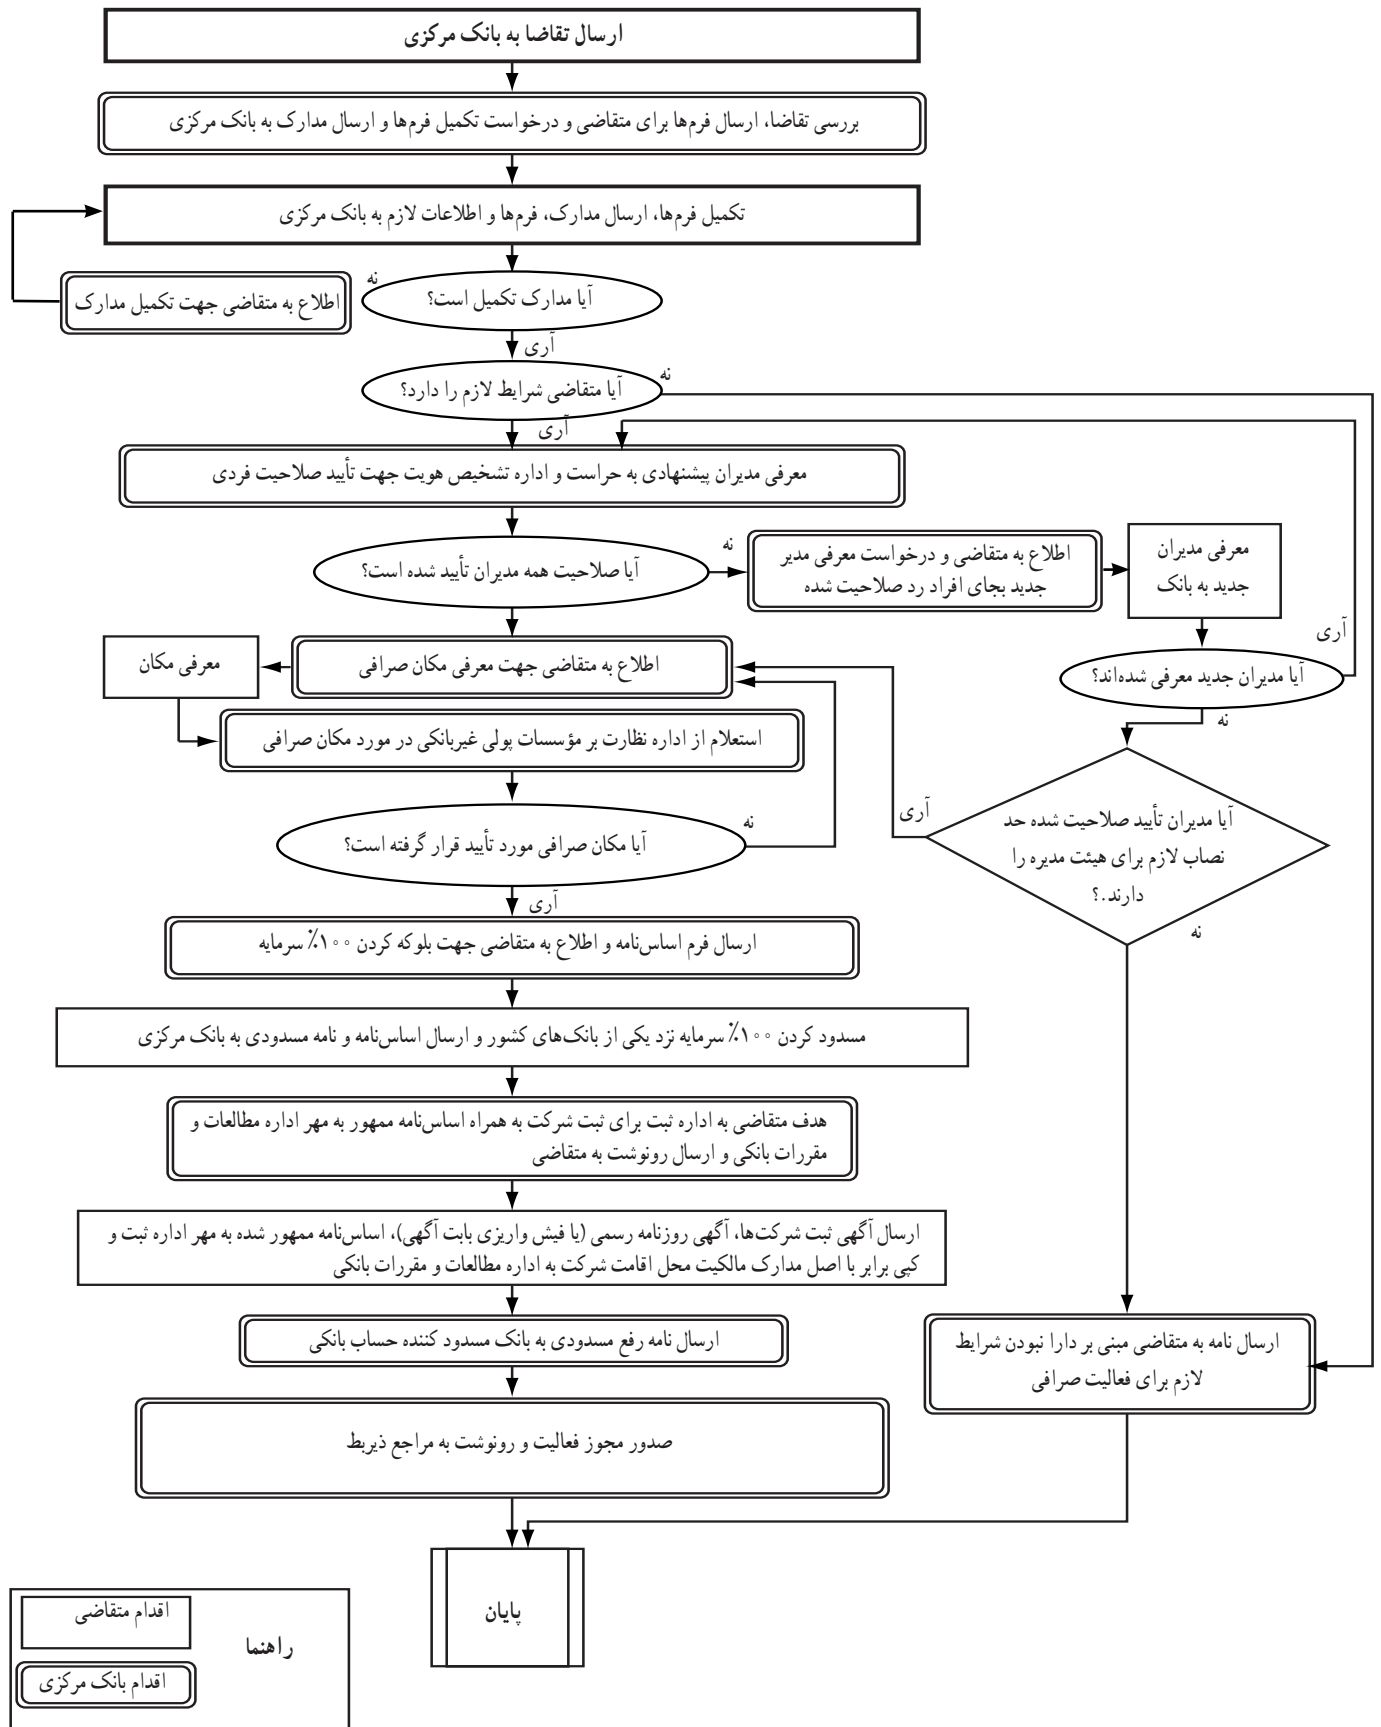 ارسال تقاضا به بانک مرکزی
بررسی تقاضا، ارسال فرم‌ها برای متقاضی و درخواست تکمیل فرم‌ها و ارسال مدارک به بانک مرکزی
تکمیل فرم‌ها، ارسال مدارک، فرم‌ها و اطلاعات لازم به بانک مرکزی
آیا مدارک تکمیل است؟
نه
اطلاع به متقاضی جهت تکمیل مدارک
آری
آیا متقاضی شرایط لازم را دارد؟
نه
آری
معرفی مدیران پیشنهادی به حراست و اداره تشخیص هویت جهت تأیید صلاحیت فردی
آیا صلاحیت همه مدیران تأیید شده است؟
نه
اطلاع به متقاضی و درخواست معرفی مدیر
جدید بجای افراد رد صلاحیت شده
معرفی مدیران
جدید به بانک
آری
آیا مدیران جدید معرفی شده‌اند؟
نه
اطلاع به متقاضی جهت معرفی مکان صرافی
معرفی مکان
استعلام از اداره نظارت بر مؤسسات پولی غیربانکی در مورد مکان صرافی
آیا مکان صرافی مورد تأیید قرار گرفته است؟
نه
آری
آیا مدیران تأیید صلاحیت شده حد
نصاب لازم برای هیئت مدیره را
دارند.؟
آری
نه
ارسال فرم اساس‌نامه و اطلاع به متقاضی جهت بلوکه کردن ۱۰۰٪ سرمایه
مسدود کردن ۱۰۰٪ سرمایه نزد یکی از بانک‌های کشور و ارسال اساس‌نامه و نامه مسدودی به بانک مرکزی
هدف متقاضی به اداره ثبت برای ثبت شرکت به همراه اساس‌نامه ممهور به مهر اداره مطالعات و
مقررات بانکی و ارسال رونوشت به متقاضی
ارسال آگهی ثبت شرکت‌ها، آگهی روزنامه رسمی (یا فیش واریزی بابت آگهی)، اساس‌نامه ممهور شده به مهر اداره ثبت و
کپی برابر با اصل مدارک مالکیت محل اقامت شرکت به اداره مطالعات و مقررات بانکی
ارسال نامه رفع مسدودی به بانک مسدود کننده حساب بانکی
ارسال نامه به متقاضی مبنی بر دارا نبودن شرایط
لازم برای فعالیت صرافی
صدور مجوز فعالیت و رونوشت به مراجع ذیربط
پایان
راهنما
اقدام متقاضی
اقدام بانک مرکزی